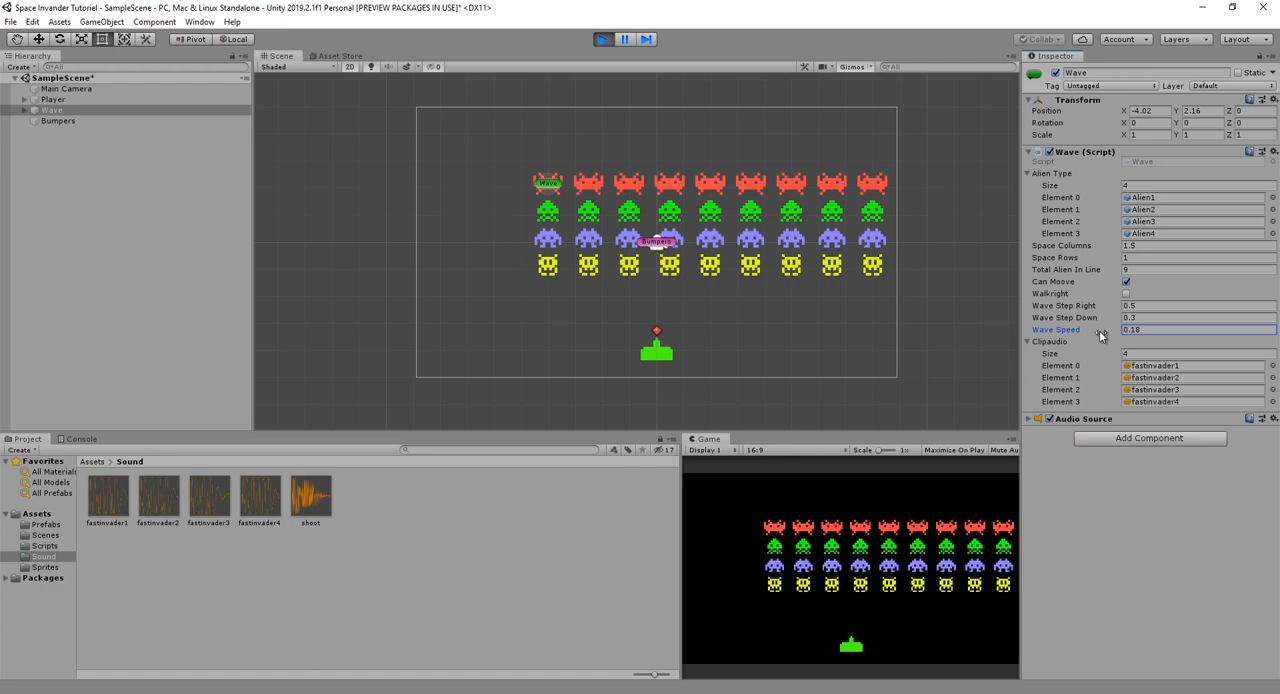 Space Invander Tutoriel - SampleScene - PC, Mac & Linux Standalone - Unity 2019.2.1f1 Personal [PREVIEW PACKAGES IN USE]* <DX11>
File Edit Assets GameObject Component Window Help
Pivot Local
Collab Account Layers Layout
Hierarchy
Create All
SampleScene*
Main Camera
Player
Wave
Bumpers
Scene Asset Store
Shaded 2D 0 Gizmos All
Wave
Bumpers
Project Console
Create 17
Favorites
All Materials
All Models
All Prefabs
Assets
Prefabs
Scenes
Scripts
Sound
Sprites
Packages
Assets > Sound
fastinvader1 fastinvader2 fastinvader3 fastinvader4 shoot
Game
Display 1 16:9 Scale 1x Maximize On Play Mute Au
Inspector
Wave Static
Tag Untagged Layer Default
Transform
Position X -4.02 Y 2.16 Z 0
Rotation X 0 Y 0 Z 0
Scale X 1 Y 1 Z 1
Wave (Script)
Script Wave
Alien Type
Size 4
Element 0 Alien1
Element 1 Alien2
Element 2 Alien3
Element 3 Alien4
Space Columns 1.5
Space Rows 1
Total Alien In Line 9
Can Moove
Walkright
Wave Step Right 0.5
Wave Step Down 0.3
Wave Speed 0.18
Clipaudio
Size 4
Element 0 fastinvader1
Element 1 fastinvader2
Element 2 fastinvader3
Element 3 fastinvader4
Audio Source
Add Component